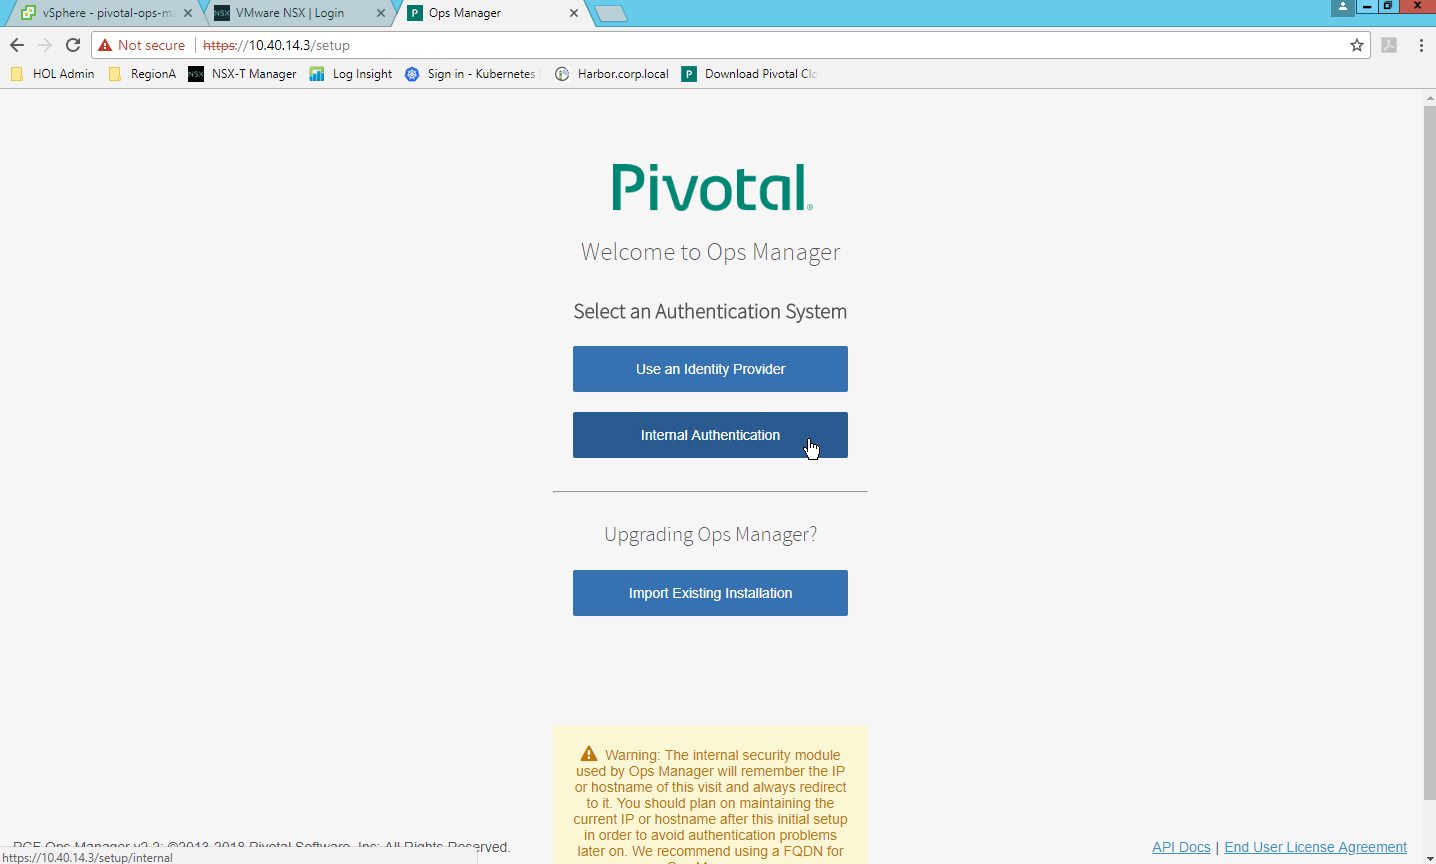 vSphere - pivotal-ops-ma
VMware NSX | Login
Ops Manager
Not secure
https://10.40.14.3/setup
HOL Admin
RegionA
NSX
NSX-T Manager
Log Insight
Sign in - Kubernetes
Harbor.corp.local
P
Download Pivotal Clo
Pivotal
Welcome to Ops Manager
Select an Authentication System
Use an Identity Provider
Internal Authentication
Upgrading Ops Manager?
Import Existing Installation
Warning: The internal security module
used by Ops Manager will remember the IP
or hostname of this visit and always redirect
to it. You should plan on maintaining the
current IP or hostname after this initial setup
in order to avoid authentication problems
later on. We recommend using a FQDN for
PCF Ops Manager v2.2; ©2013-2018 Pivotal Software, Inc; All Rights Reserved.
API Docs | End User License Agreement
https://10.40.14.3/setup/internal